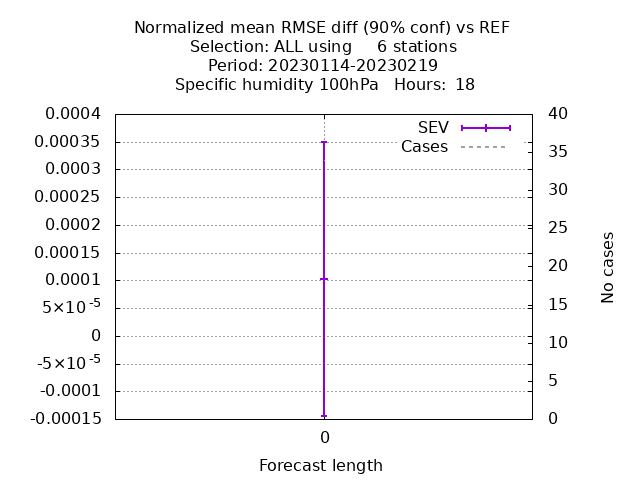 Normalized mean RMSE diff (90% conf) vs REF
Selection: ALL using     6 stations
Period: 20230114-20230219
Specific humidity 100hPa   Hours:  18
SEV
Cases
0.0004
0.00035
0.0003
0.00025
0.0002
0.00015
0.0001
5×10⁻⁵
0
-5×10⁻⁵
-0.0001
-0.00015
40
35
30
25
20
15
10
5
0
No cases
0
Forecast length